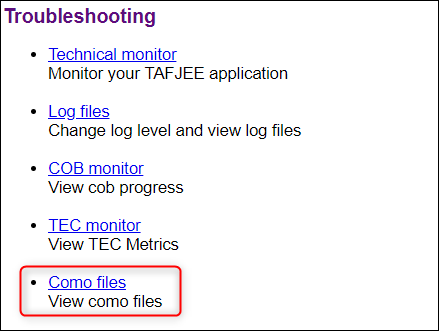 Troubleshooting
Technical monitor
Monitor your TAFJEE application
Log files
Change log level and view log files
COB monitor
View cob progress
TEC monitor
View TEC Metrics
Como files
View como files